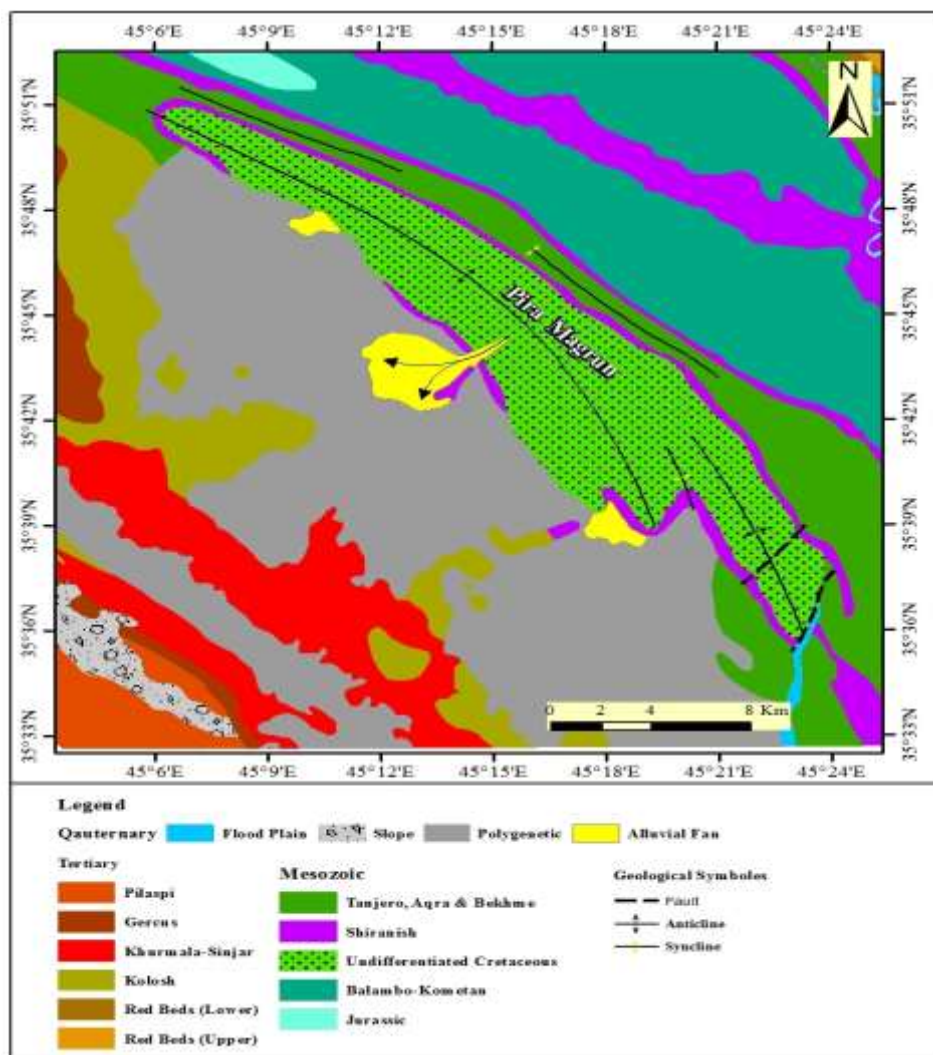 45°6'E 45°9'E 45°12'E 45°15'E 45°18'E 45°21'E 45°24'E
N
35°51'N 35°51'N
35°48'N 35°48'N
35°45'N 35°45'N
35°42'N 35°42'N
35°39'N 35°39'N
35°36'N 35°36'N
35°33'N 35°33'N
Pira Magrun
0 2 4 8 Km
45°6'E 45°9'E 45°12'E 45°15'E 45°18'E 45°21'E 45°24'E
Legend
Qauternary Flood Plain Slope Polygenetic Alluvial Fan
Tertiary
Pilaspi
Gercus
Khurmala-Sinjar
Kolosh
Red Beds (Lower)
Red Beds (Upper)
Mesozoic
Tanjero, Aqra & Bekhme
Shiranish
Undifferentiated Cretaceous
Balambo-Kometan
Jurassic
Geological Symboles
Fault
Anticline
Syncline